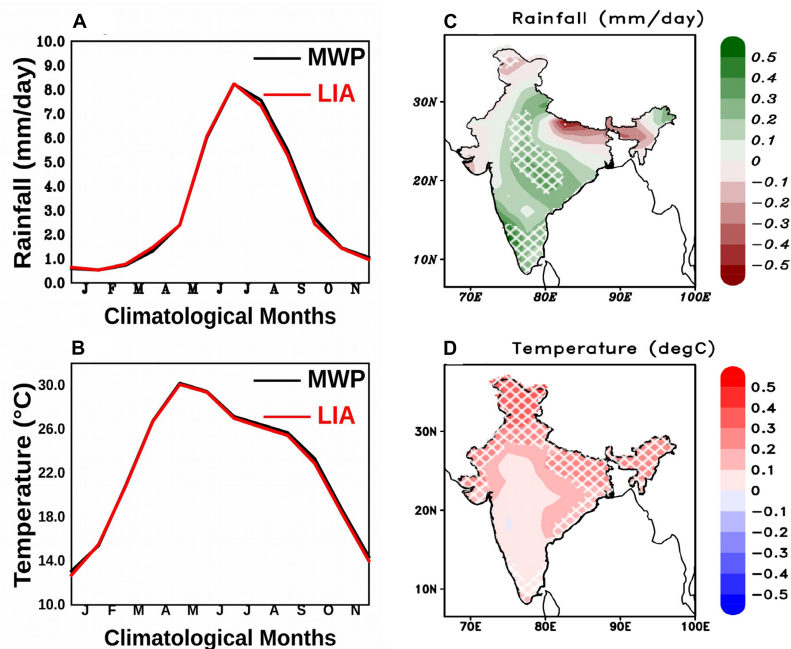 A
Rainfall (mm/day)
10.0
9.0
8.0
7.0
6.0
5.0
4.0
3.0
2.0
1.0
0.0
MWP
LIA
J F M A M J J A S O N
Climatological Months
C
Rainfall (mm/day)
30N
20N
10N
70E 80E 90E 100E
0.5
0.4
0.3
0.2
0.1
0
-0.1
-0.2
-0.3
-0.4
-0.5
B
Temperature (°C)
30.0
26.0
22.0
18.0
14.0
10.0
MWP
LIA
J F M A M J J A S O N
Climatological Months
D
Temperature (degC)
30N
20N
10N
70E 80E 90E 100E
0.5
0.4
0.3
0.2
0.1
0
-0.1
-0.2
-0.3
-0.4
-0.5